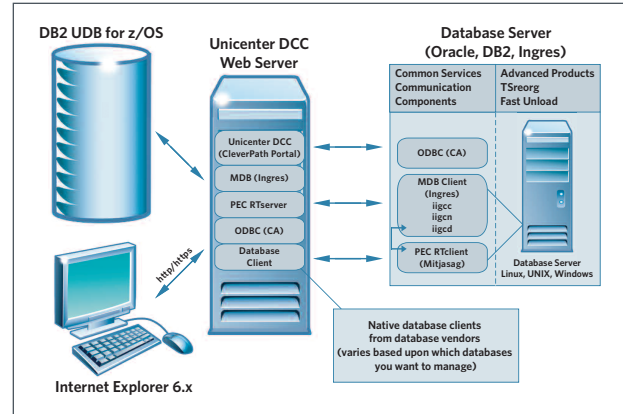 DB2 UDB for z/OS
Unicenter DCC
Web Server
Database Server
(Oracle, DB2, Ingres)
Common Services
Communication
Components
Advanced Products
TSreorg
Fast Unload
Unicenter DCC
(CleverPath Portal)
MDB (Ingres)
PEC RTserver
ODBC (CA)
Database
Client
ODBC (CA)
MDB Client
(Ingres)
iigcc
iigcn
iigcd
PEC RTclient
(Mitjasag)
Database Server
Linux, UNIX, Windows
http/https
Native database clients
from database vendors
(varies based upon which databases
you want to manage)
Internet Explorer 6.x